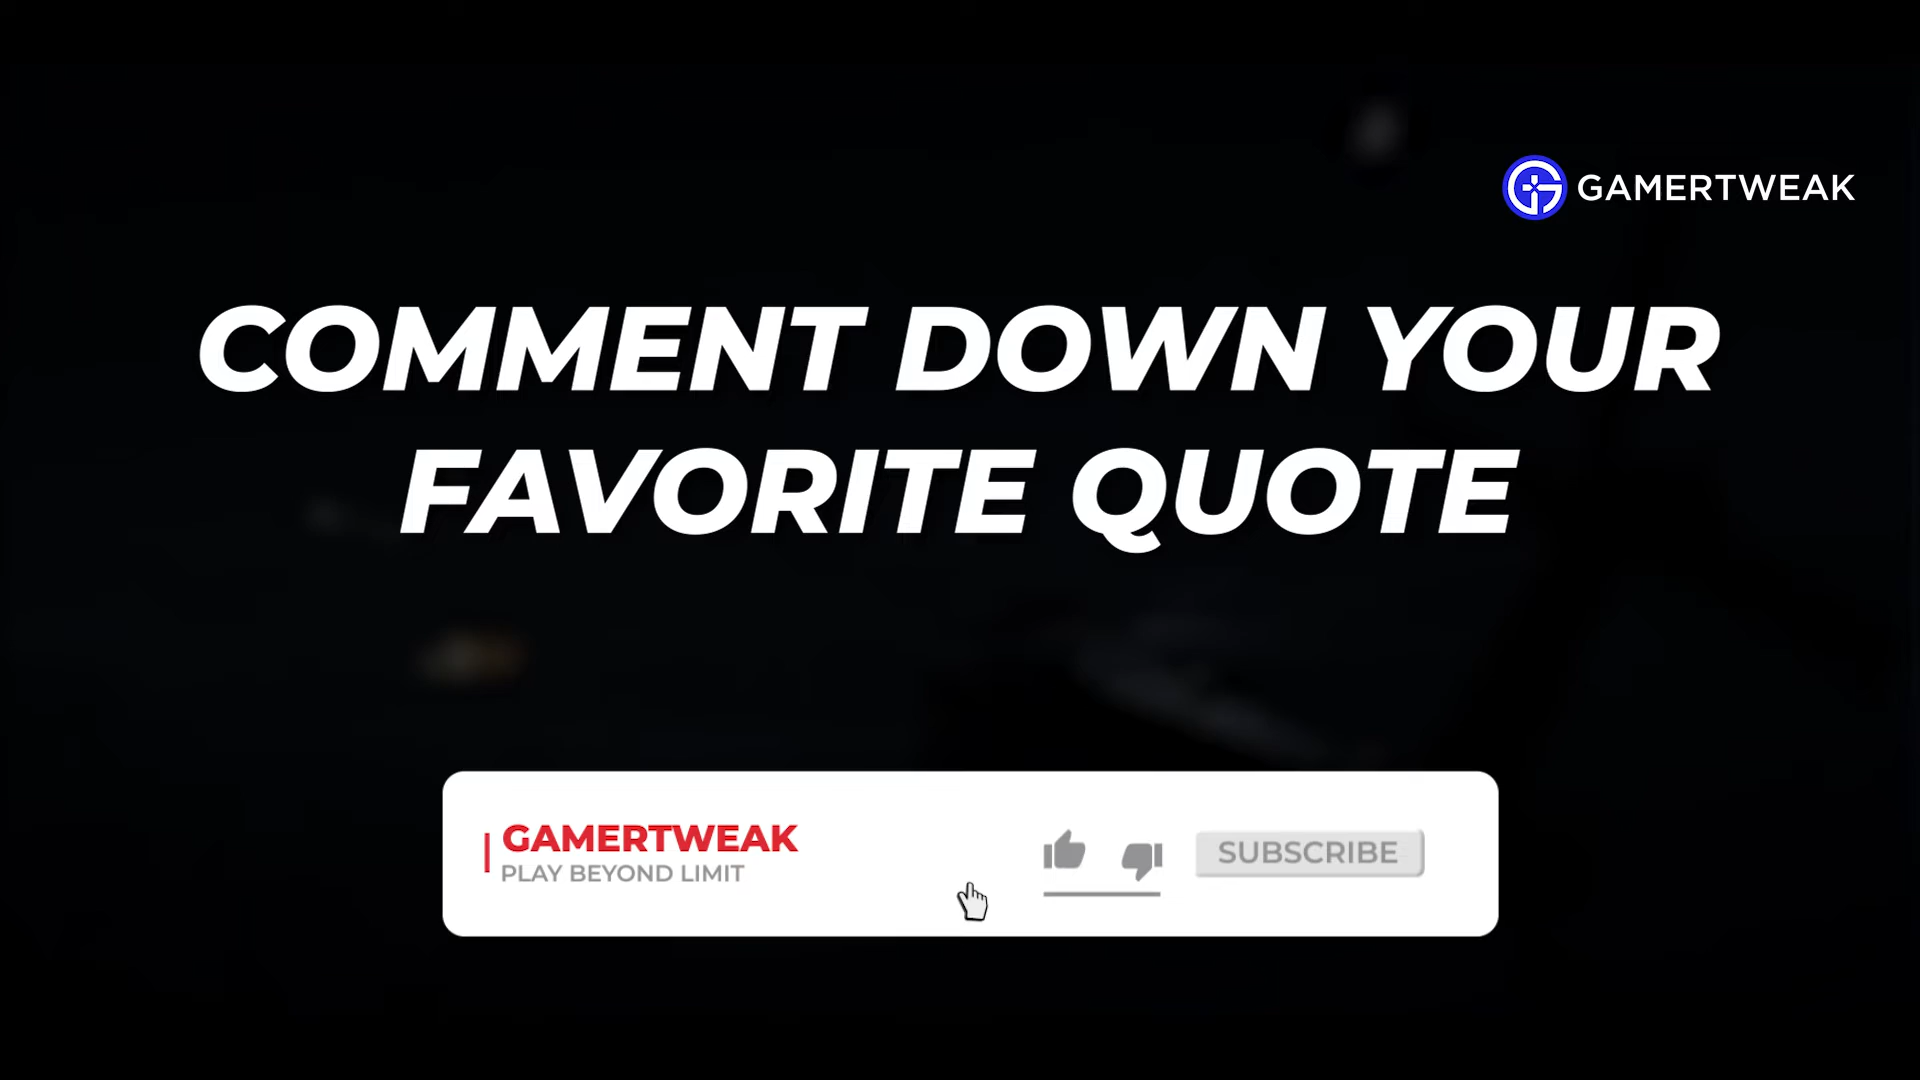 GAMERTWEAK
COMMENT DOWN YOUR
FAVORITE QUOTE
GAMERTWEAK
PLAY BEYOND LIMIT
SUBSCRIBE